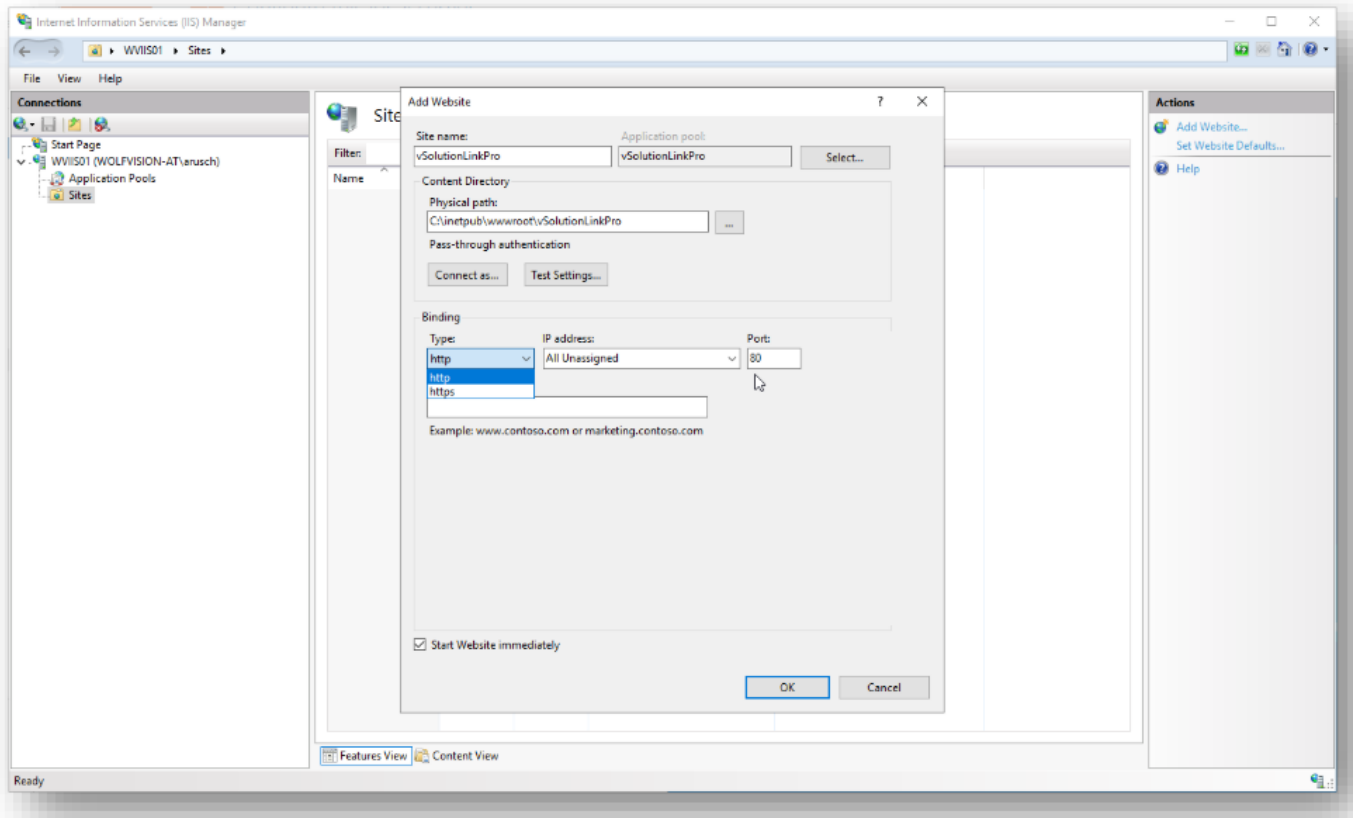 Internet Information Services (IIS) Manager
WVIIS01 Sites
File View Help
Connections
Start Page
WVIIS01 (WOLFVISION-AT\arusch)
Application Pools
Sites
Site
Filter:
Name
Add Website
?
Site name:
Application pool:
vSolutionLinkPro
vSolutionLinkPro
Select...
Content Directory
Physical path:
C:\inetpub\wwwroot\vSolutionLinkPro
...
Pass-through authentication
Connect as...
Test Settings...
Binding
Type:
IP address:
Port:
http
All Unassigned
80
http
https
Example: www.contoso.com or marketing.contoso.com
Start Website immediately
OK
Cancel
Actions
Add Website...
Set Website Defaults...
Help
Features View
Content View
Ready